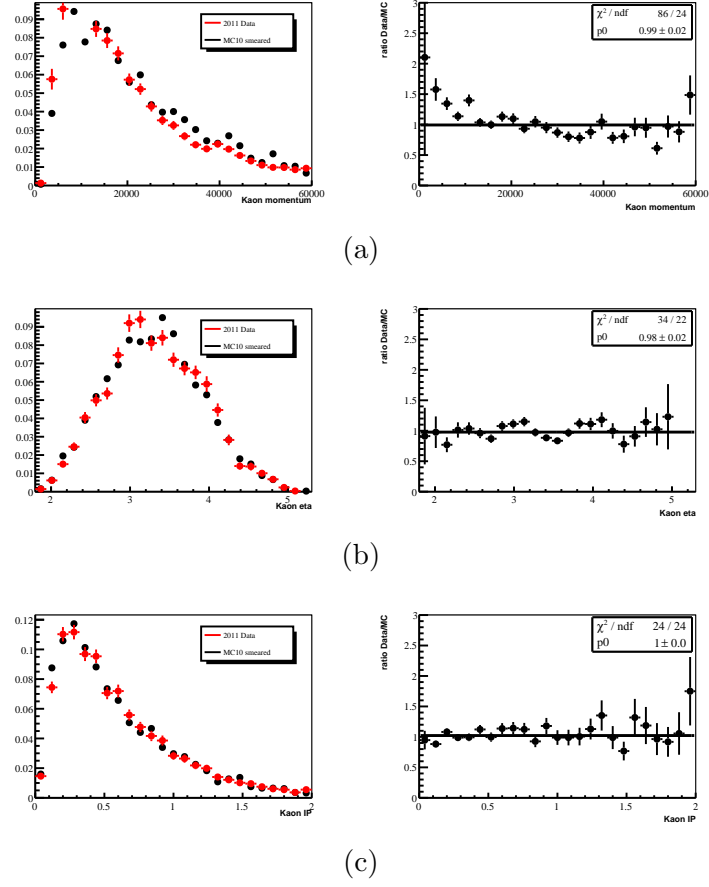 0.09
0.08
0.07
0.06
0.05
0.04
0.03
0.02
0.01
0
2011 Data
MC10 smeared
0 20000 40000 60000
Kaon momentum
ratio Data/MC
3
2.5
2
1.5
1
0.5
0
χ² / ndf 86 / 24
p0 0.99 ± 0.02
0 20000 40000 60000
Kaon momentum
(a)
0.09
0.08
0.07
0.06
0.05
0.04
0.03
0.02
0.01
0
2011 Data
MC10 smeared
2 3 4 5
Kaon eta
ratio Data/MC
3
2.5
2
1.5
1
0.5
0
χ² / ndf 34 / 22
p0 0.98 ± 0.02
2 3 4 5
Kaon eta
(b)
0.12
0.1
0.08
0.06
0.04
0.02
0
2011 Data
MC10 smeared
0 0.5 1.0 1.5 2
Kaon IP
ratio Data/MC
3
2.5
2
1.5
1
0.5
0
χ² / ndf 24 / 24
p0 1 ± 0.0
0 0.5 1 1.5 2
Kaon IP
(c)